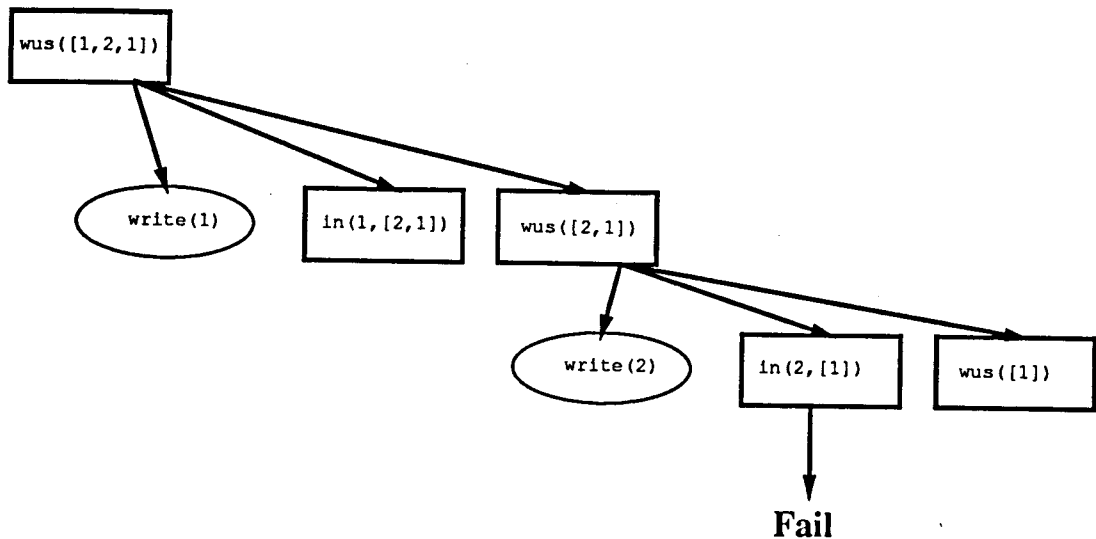 wus([1,2,1])
write(1)
in(1,[2,1])
wus([2,1])
write(2)
in(2,[1])
wus([1])
Fail